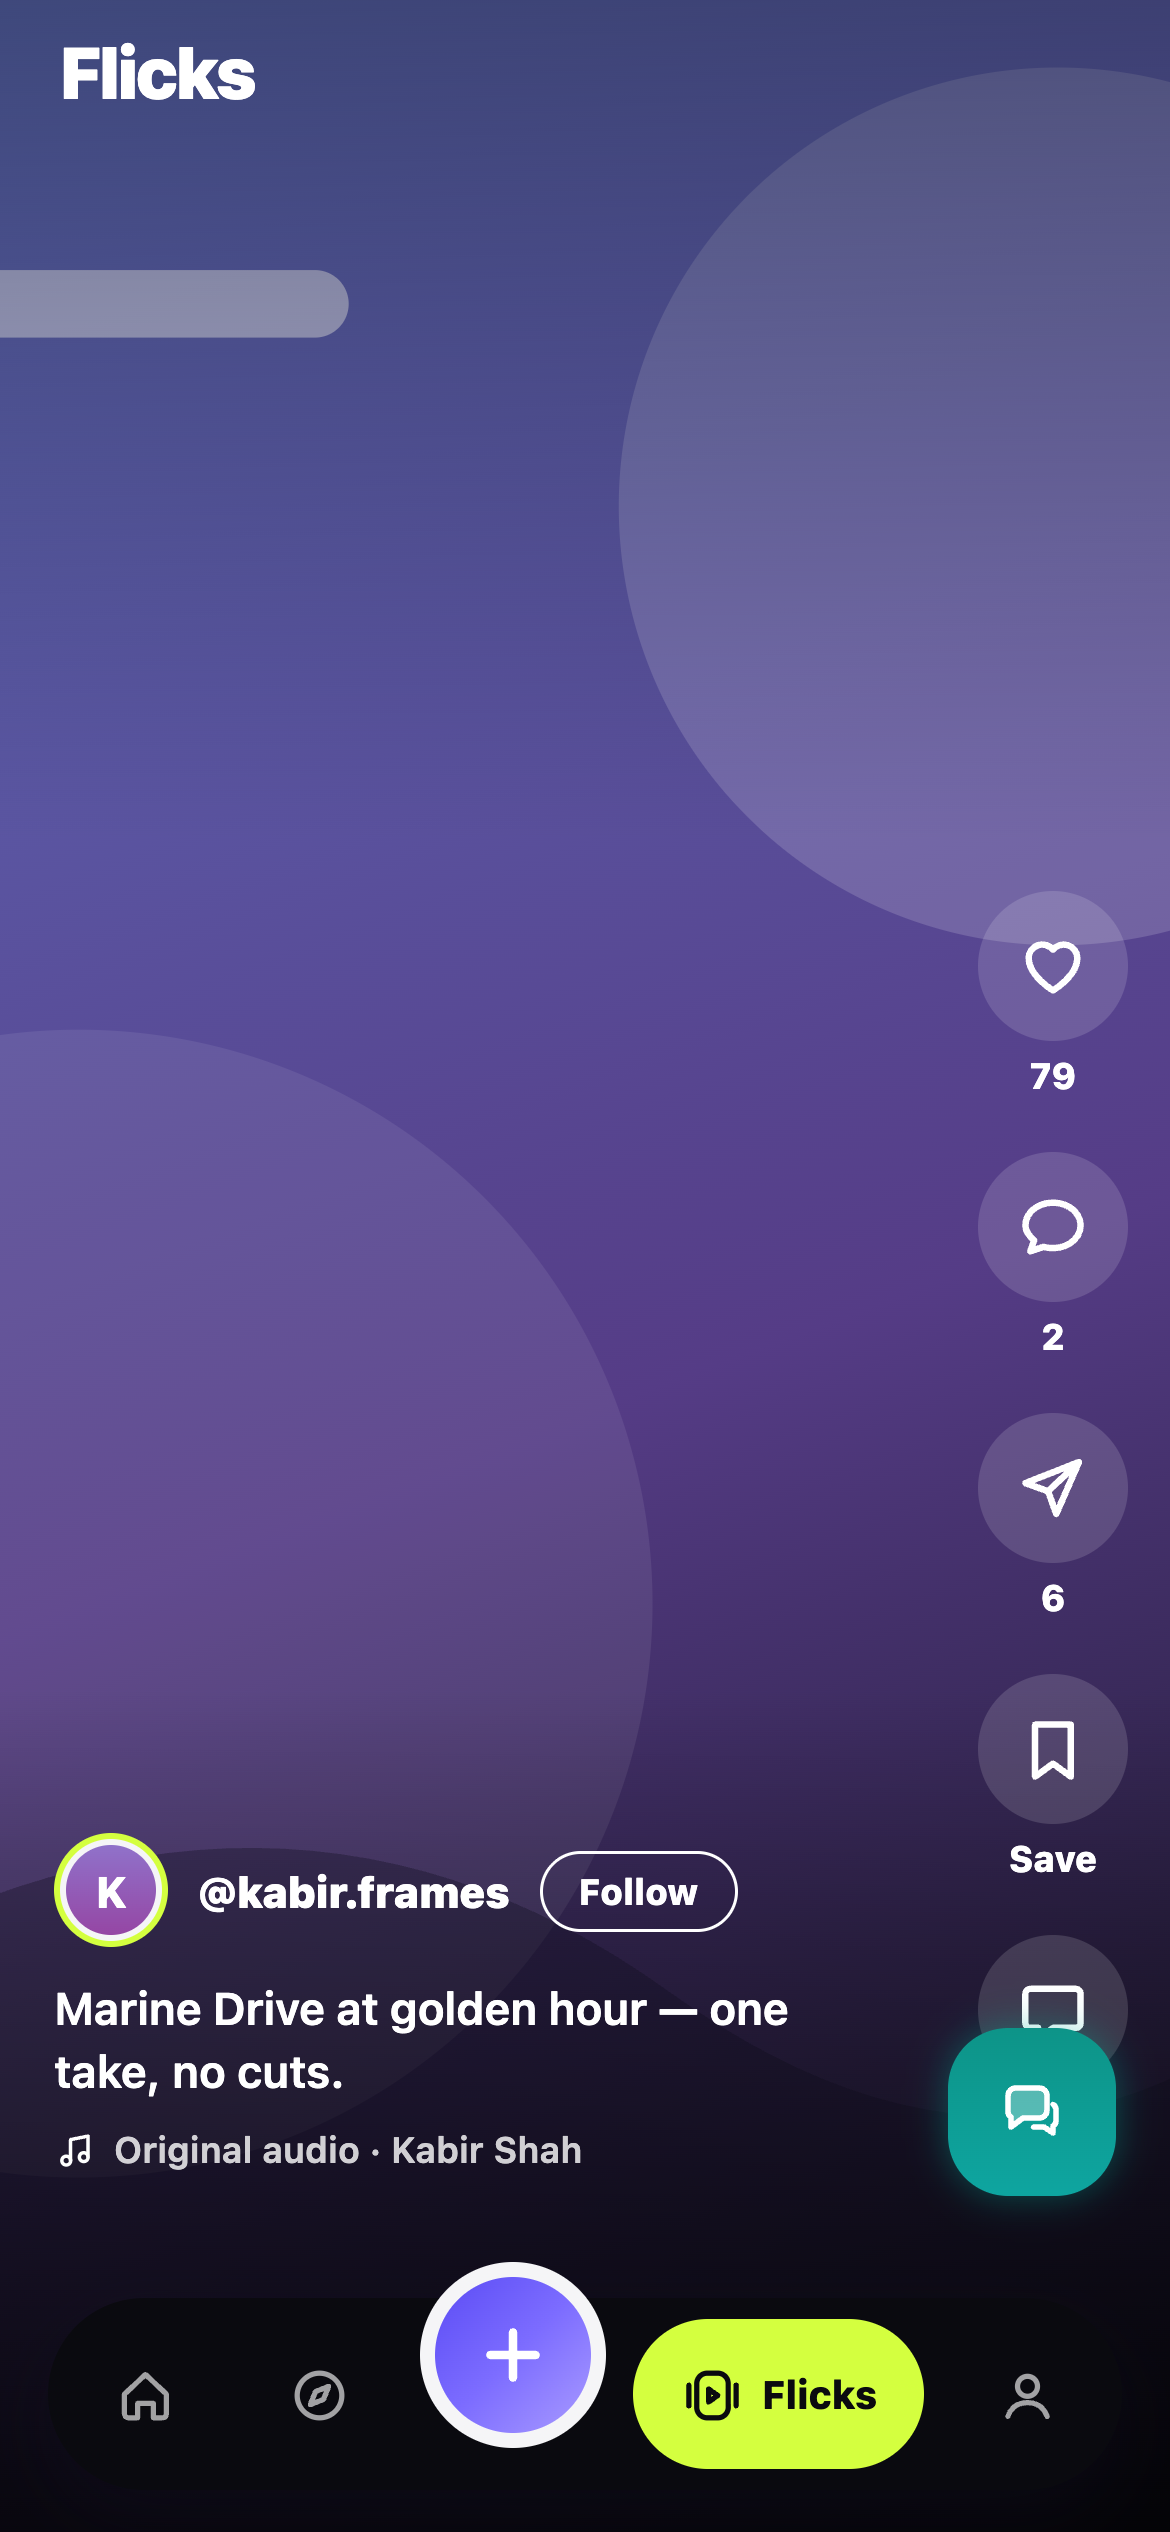 Flicks
79
2
6
Save
K
@kabir.frames
Follow
Marine Drive at golden hour — one
take, no cuts.
Original audio · Kabir Shah
Flicks